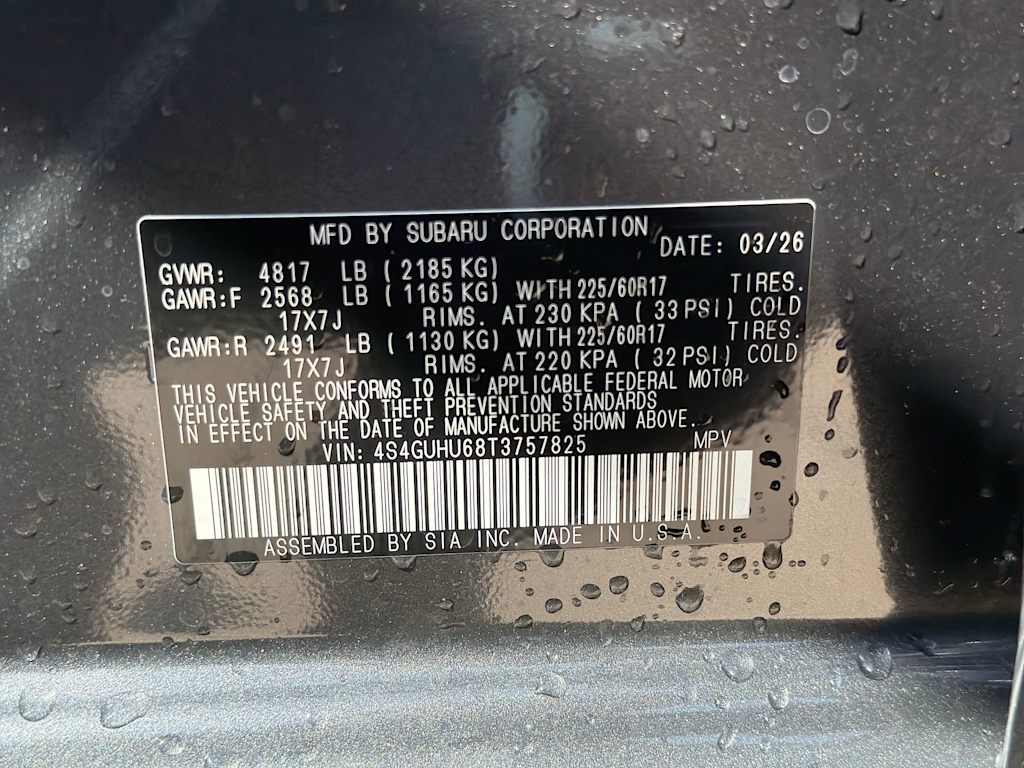 MFD BY SUBARU CORPORATION DATE: 03/26
GVWR: 4817 LB ( 2185 KG)
GAWR:F 2568 LB ( 1165 KG) WITH 225/60R17 TIRES.
17X7J RIMS. AT 230 KPA ( 33 PSI) COLD
GAWR:R 2491 LB ( 1130 KG) WITH 225/60R17 TIRES.
17X7J RIMS. AT 220 KPA ( 32 PSI) COLD
THIS VEHICLE CONFORMS TO ALL APPLICABLE FEDERAL MOTOR
VEHICLE SAFETY AND THEFT PREVENTION STANDARDS
IN EFFECT ON THE DATE OF MANUFACTURE SHOWN ABOVE.
VIN: 4S4GUHU68T3757825 MPV
ASSEMBLED BY SIA INC. MADE IN U.S.A.